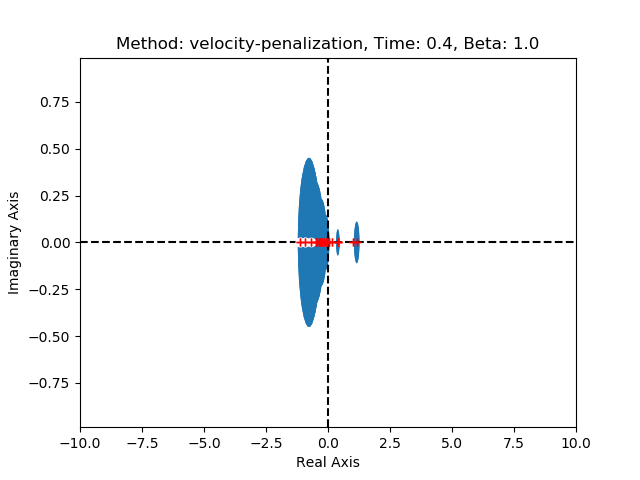 Method: velocity-penalization, Time: 0.4, Beta: 1.0
Imaginary Axis
0.75
0.50
0.25
0.00
−0.25
−0.50
−0.75
−10.0 −7.5 −5.0 −2.5 0.0 2.5 5.0 7.5 10.0
Real Axis